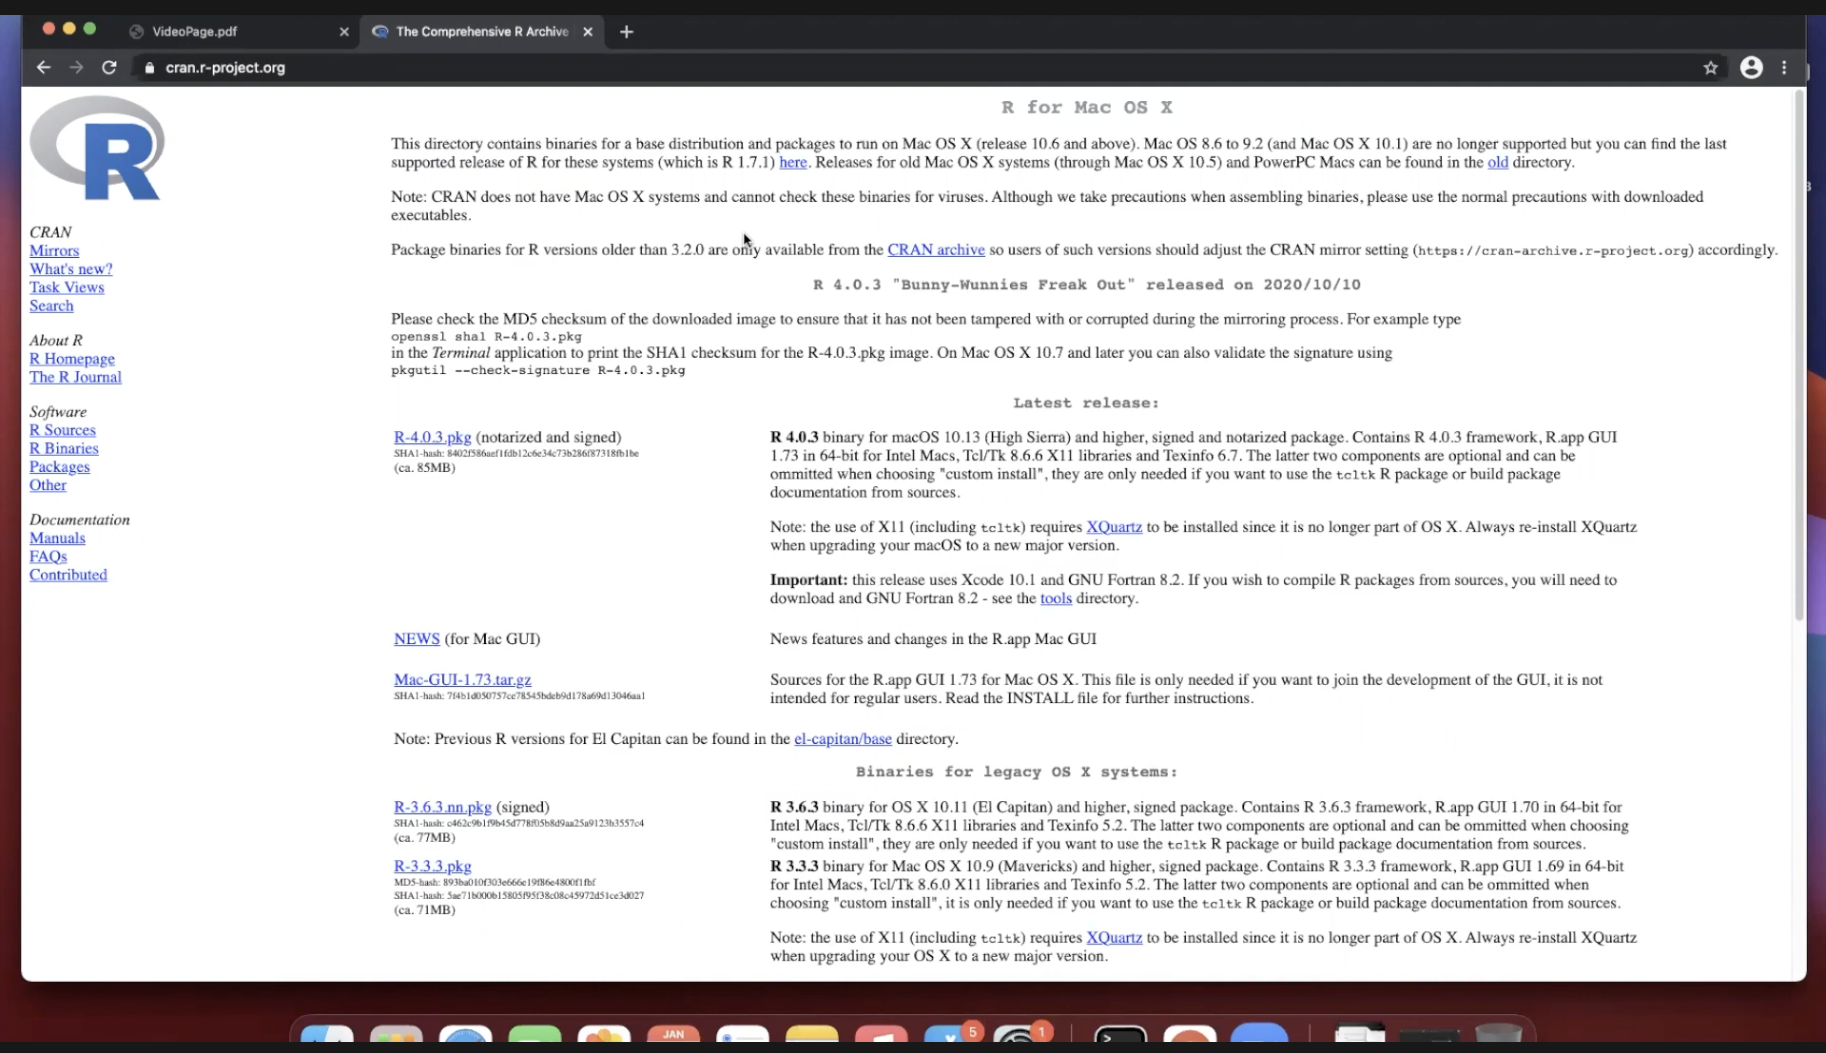 VideoPage.pdf
The Comprehensive R Archive
cran.r-project.org
R
R for Mac OS X
This directory contains binaries for a base distribution and packages to run on Mac OS X (release 10.6 and above). Mac OS 8.6 to 9.2 (and Mac OS X 10.1) are no longer supported but you can find the last
supported release of R for these systems (which is R 1.7.1) here. Releases for old Mac OS X systems (through Mac OS X 10.5) and PowerPC Macs can be found in the old directory.
Note: CRAN does not have Mac OS X systems and cannot check these binaries for viruses. Although we take precautions when assembling binaries, please use the normal precautions with downloaded
executables.
Package binaries for R versions older than 3.2.0 are only available from the CRAN archive so users of such versions should adjust the CRAN mirror setting (https://cran-archive.r-project.org) accordingly.
CRAN
Mirrors
What's new?
Task Views
Search
About R
R Homepage
The R Journal
Software
R Sources
R Binaries
Packages
Other
Documentation
Manuals
FAQs
Contributed
R 4.0.3 "Bunny-Wunnies Freak Out" released on 2020/10/10
Please check the MD5 checksum of the downloaded image to ensure that it has not been tampered with or corrupted during the mirroring process. For example type
openssl sha1 R-4.0.3.pkg
in the Terminal application to print the SHA1 checksum for the R-4.0.3.pkg image. On Mac OS X 10.7 and later you can also validate the signature using
pkgutil --check-signature R-4.0.3.pkg
Latest release:
R-4.0.3.pkg (notarized and signed)
SHA1-hash:
(ca. 85MB)
R 4.0.3 binary for macOS 10.13 (High Sierra) and higher, signed and notarized package. Contains R 4.0.3 framework, R.app GUI
1.73 in 64-bit for Intel Macs, Tcl/Tk 8.6.6 X11 libraries and Texinfo 6.7. The latter two components are optional and can be
ommitted when choosing "custom install", they are only needed if you want to use the tcltk R package or build package
documentation from sources.
Note: the use of X11 (including tcltk) requires XQuartz to be installed since it is no longer part of OS X. Always re-install XQuartz
when upgrading your macOS to a new major version.
Important: this release uses Xcode 10.1 and GNU Fortran 8.2. If you wish to compile R packages from sources, you will need to
download and GNU Fortran 8.2 - see the tools directory.
NEWS (for Mac GUI)
News features and changes in the R.app Mac GUI
Mac-GUI-1.73.tar.gz
SHA1-hash:
Sources for the R.app GUI 1.73 for Mac OS X. This file is only needed if you want to join the development of the GUI, it is not
intended for regular users. Read the INSTALL file for further instructions.
Note: Previous R versions for El Capitan can be found in the el-capitan/base directory.
Binaries for legacy OS X systems:
R-3.6.3.nn.pkg (signed)
SHA1-hash:
(ca. 77MB)
R 3.6.3 binary for OS X 10.11 (El Capitan) and higher, signed package. Contains R 3.6.3 framework, R.app GUI 1.70 in 64-bit for
Intel Macs, Tcl/Tk 8.6.6 X11 libraries and Texinfo 5.2. The latter two components are optional and can be ommitted when choosing
"custom install", they are only needed if you want to use the tcltk R package or build package documentation from sources.
R-3.3.3.pkg
MD5-hash:
SHA1-hash:
(ca. 71MB)
R 3.3.3 binary for Mac OS X 10.9 (Mavericks) and higher, signed package. Contains R 3.3.3 framework, R.app GUI 1.69 in 64-bit
for Intel Macs, Tcl/Tk 8.6.0 X11 libraries and Texinfo 5.2. The latter two components are optional and can be ommitted when
choosing "custom install", it is only needed if you want to use the tcltk R package or build package documentation from sources.
Note: the use of X11 (including tcltk) requires XQuartz to be installed since it is no longer part of OS X. Always re-install XQuartz
when upgrading your OS X to a new major version.
JAN
5
1